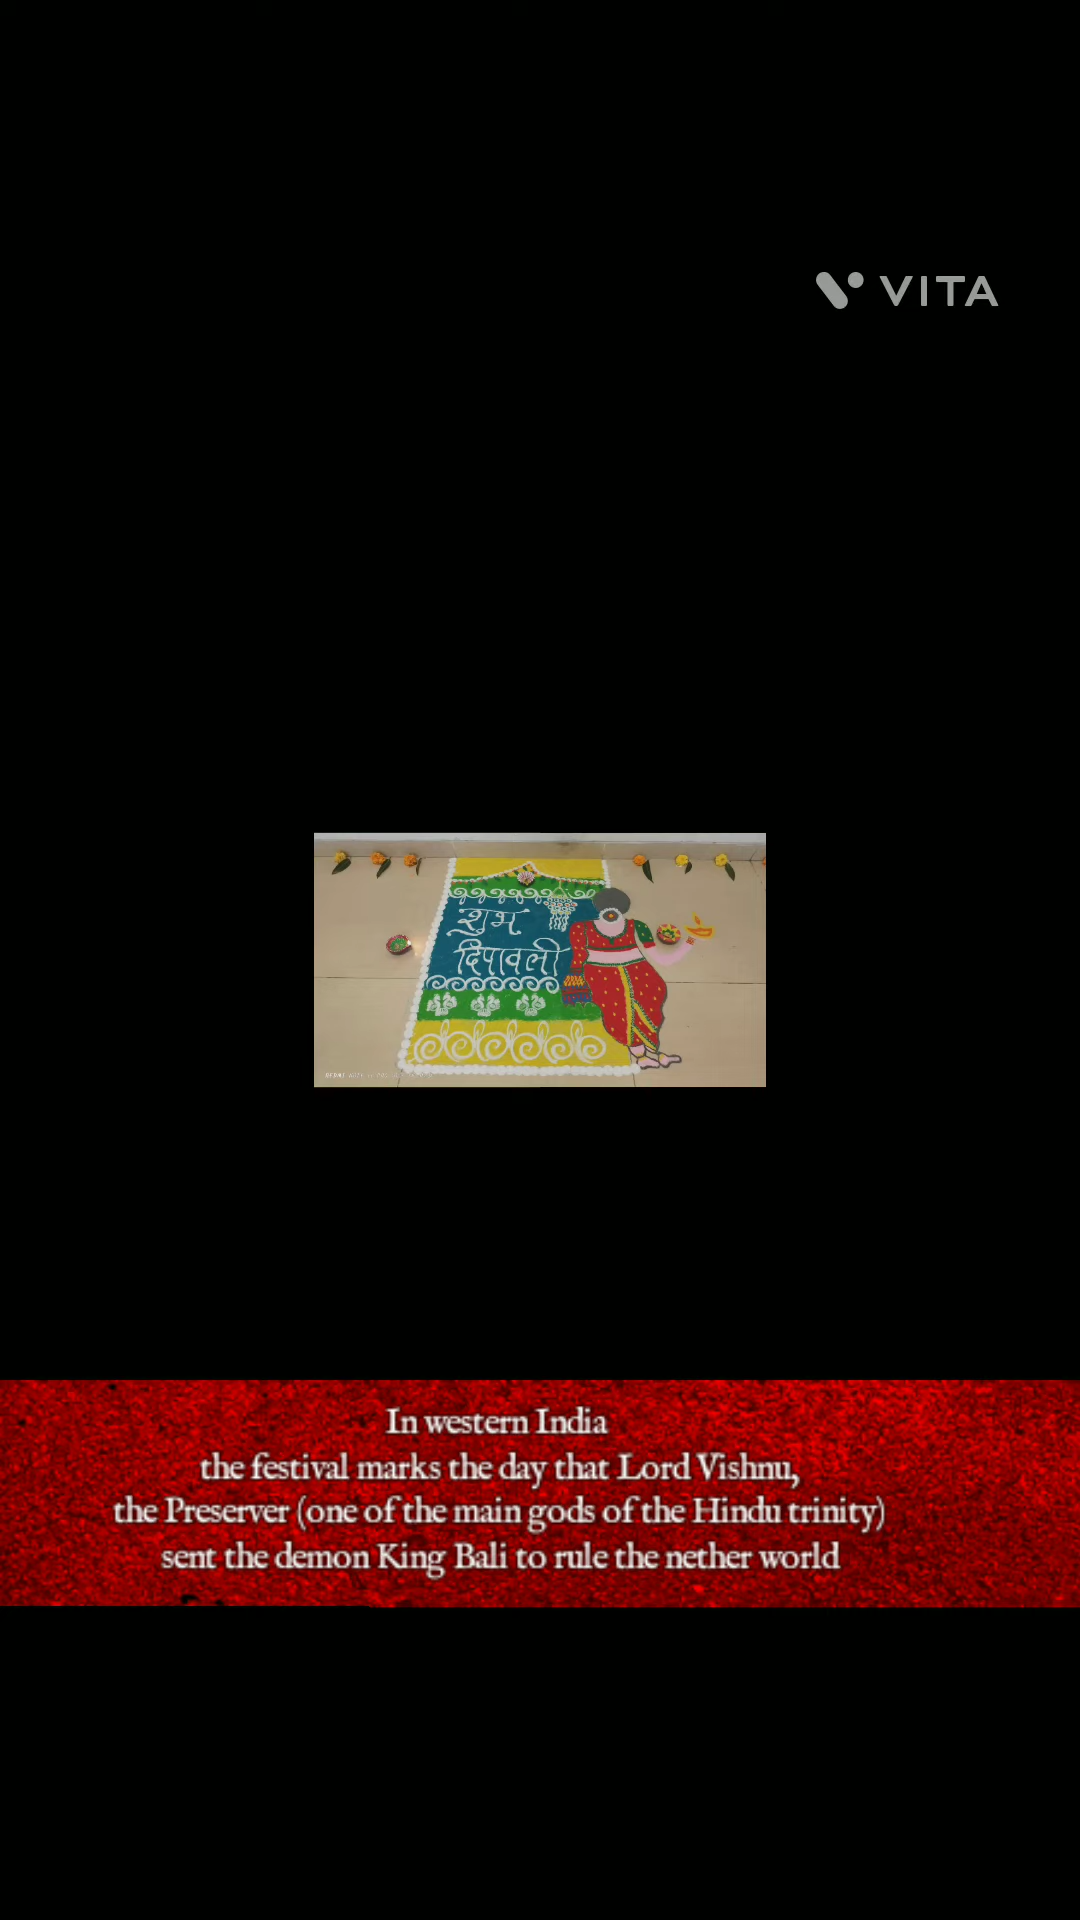 VITA
शुभ
दिपावली
In western India
the festival marks the day that Lord Vishnu,
the Preserver (one of the main gods of the Hindu trinity)
sent the demon King Bali to rule the nether world